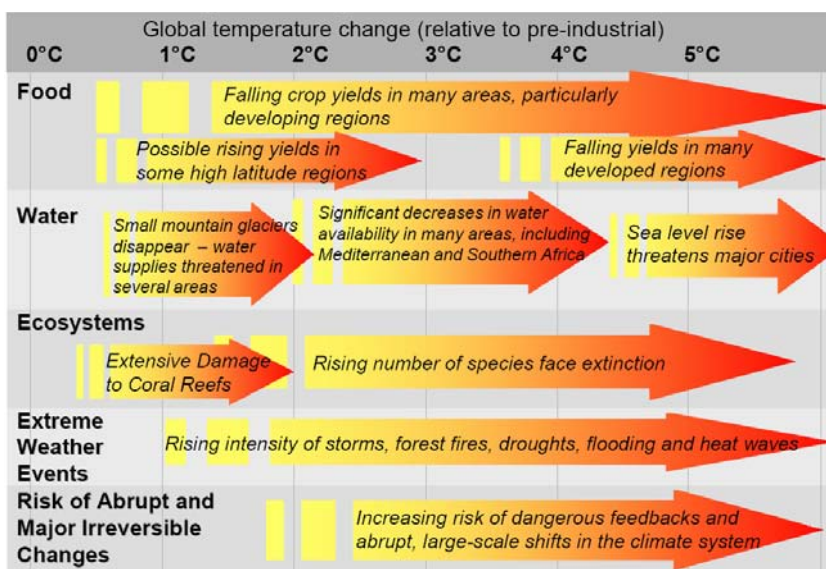 Global temperature change (relative to pre-industrial)
0°C 1°C 2°C 3°C 4°C 5°C
Food
Falling crop yields in many areas, particularly
developing regions
Possible rising yields in
some high latitude regions
Falling yields in many
developed regions
Water
Small mountain glaciers
disappear – water
supplies threatened in
several areas
Significant decreases in water
availability in many areas, including
Mediterranean and Southern Africa
Sea level rise
threatens major cities
Ecosystems
Extensive Damage
to Coral Reefs
Rising number of species face extinction
Extreme
Weather
Events
Rising intensity of storms, forest fires, droughts, flooding and heat waves
Risk of Abrupt and
Major Irreversible
Changes
Increasing risk of dangerous feedbacks and
abrupt, large-scale shifts in the climate system